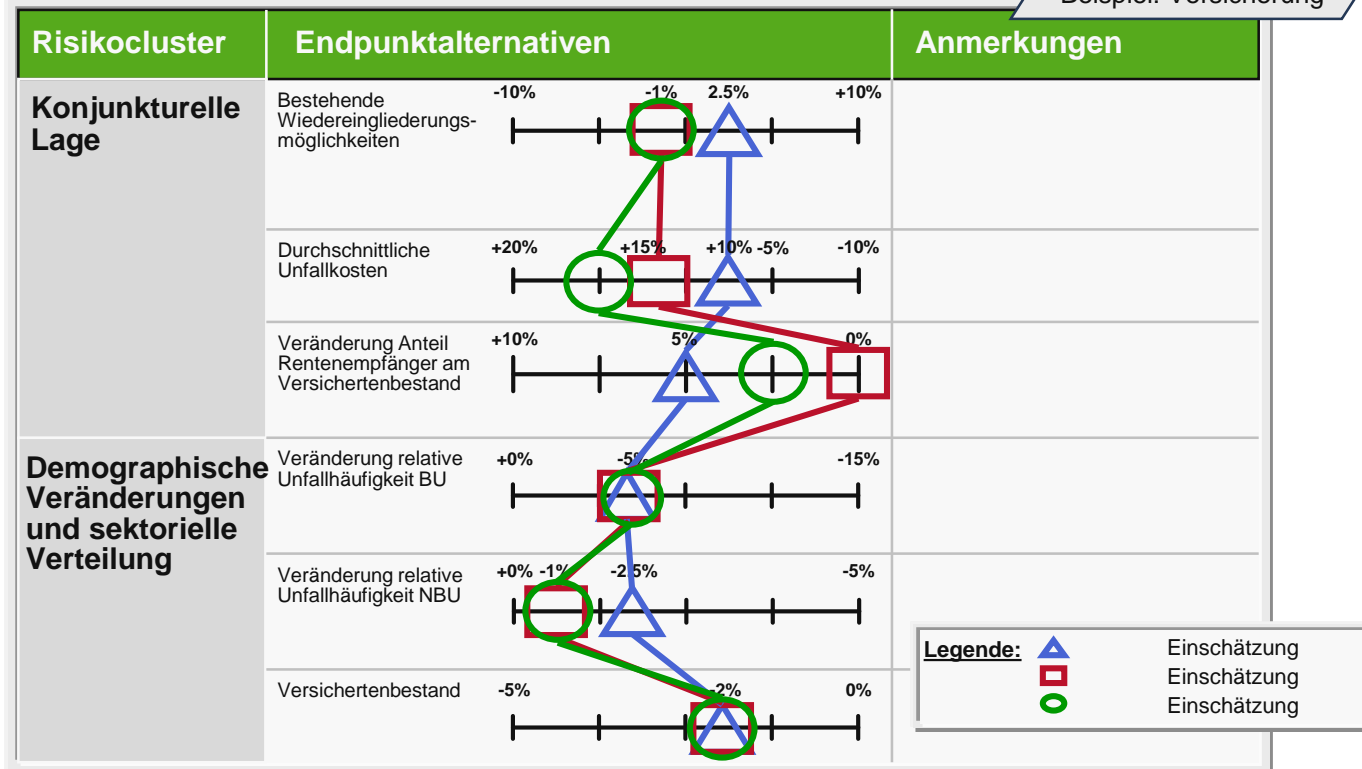 Beispiel: Versicherung
Risikocluster
Endpunktalternativen
Anmerkungen
Konjunkturelle
Lage
Bestehende
Wiedereingliederungs-
möglichkeiten
-10%
-1%
2.5%
+10%
Durchschnittliche
Unfallkosten
+20%
+15%
+10%
-5%
-10%
Veränderung Anteil
Rentenempfänger am
Versichertenbestand
+10%
5%
0%
Demographische
Veränderungen
und sektorielle
Verteilung
Veränderung relative
Unfallhäufigkeit BU
+0%
-5%
-15%
Veränderung relative
Unfallhäufigkeit NBU
+0%
-1%
-2.5%
-5%
Versichertenbestand
-5%
-2%
0%
Legende:
Einschätzung
Einschätzung
Einschätzung